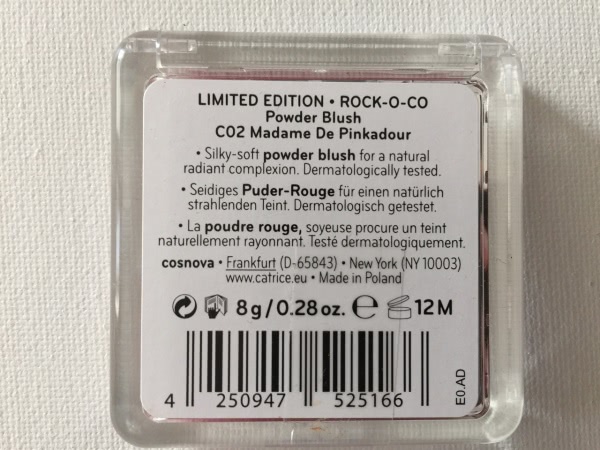 LIMITED EDITION • ROCK-O-CO
Powder Blush
C02 Madame De Pinkadour
• Silky-soft powder blush for a natural
radiant complexion. Dermatologically tested.
• Seidiges Puder-Rouge für einen natürlich
strahlenden Teint. Dermatologisch getestet.
• La poudre rouge, soyeuse procure un teint
naturellement rayonnant. Testé dermatologiquement.
cosnova • Frankfurt (D-65843) • New York (NY 10003)
www.catrice.eu • Made in Poland
8g/0.28oz. ℮ 12M
4 250947 525166
E0.AD